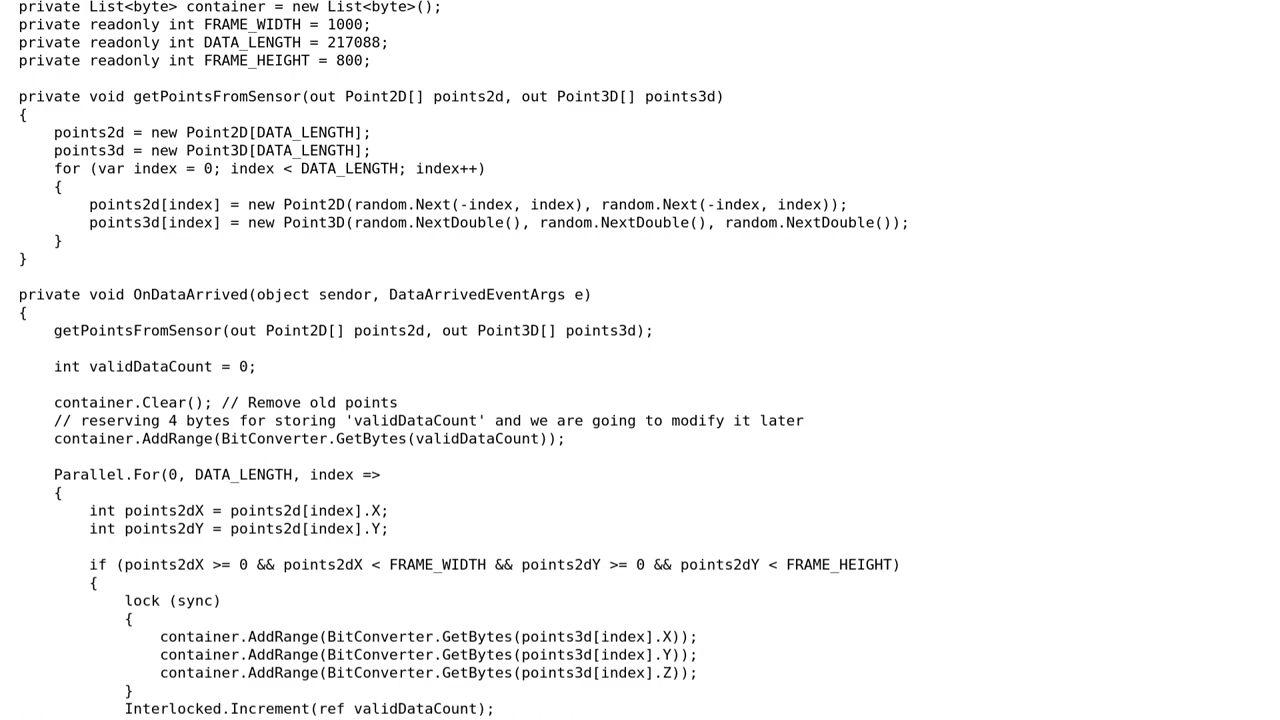 private List<byte> container = new List<byte>();
private readonly int FRAME_WIDTH = 1000;
private readonly int DATA_LENGTH = 217088;
private readonly int FRAME_HEIGHT = 800;

private void getPointsFromSensor(out Point2D[] points2d, out Point3D[] points3d)
{
    points2d = new Point2D[DATA_LENGTH];
    points3d = new Point3D[DATA_LENGTH];
    for (var index = 0; index < DATA_LENGTH; index++)
    {
        points2d[index] = new Point2D(random.Next(-index, index), random.Next(-index, index));
        points3d[index] = new Point3D(random.NextDouble(), random.NextDouble(), random.NextDouble());
    }
}

private void OnDataArrived(object sendor, DataArrivedEventArgs e)
{
    getPointsFromSensor(out Point2D[] points2d, out Point3D[] points3d);

    int validDataCount = 0;

    container.Clear(); // Remove old points
    // reserving 4 bytes for storing 'validDataCount' and we are going to modify it later
    container.AddRange(BitConverter.GetBytes(validDataCount));

    Parallel.For(0, DATA_LENGTH, index =>
    {
        int points2dX = points2d[index].X;
        int points2dY = points2d[index].Y;

        if (points2dX >= 0 && points2dX < FRAME_WIDTH && points2dY >= 0 && points2dY < FRAME_HEIGHT)
        {
            lock (sync)
            {
                container.AddRange(BitConverter.GetBytes(points3d[index].X));
                container.AddRange(BitConverter.GetBytes(points3d[index].Y));
                container.AddRange(BitConverter.GetBytes(points3d[index].Z));
            }
            Interlocked.Increment(ref validDataCount);